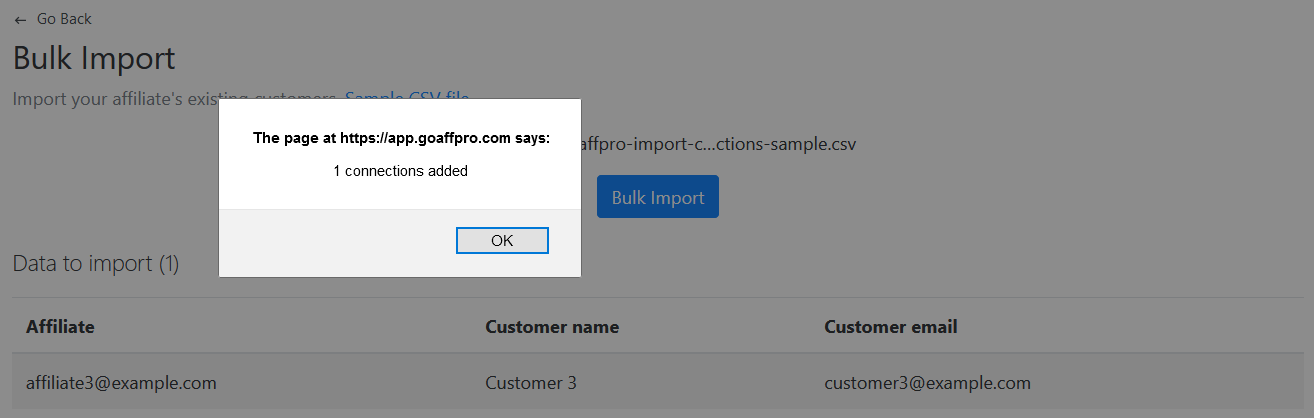 ← Go Back
Bulk Import
Import your affiliate's existing customers. Sample CSV file
The page at https://app.goaffpro.com says:
1 connections added
OK
affpro-import-c...ctions-sample.csv
Bulk Import
Data to import (1)
Affiliate Customer name Customer email
affiliate3@example.com Customer 3 customer3@example.com